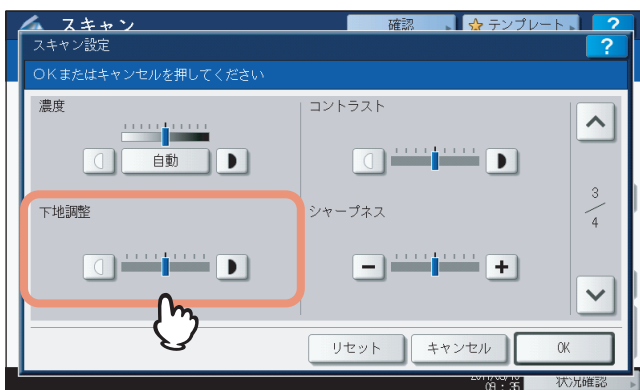 スキャン
確認
テンプレート
?
スキャン設定
?
OKまたはキャンセルを押してください
濃度
コントラスト
自動
下地調整
シャープネス
3
4
リセット
キャンセル
OK
09 : 35
状況確認